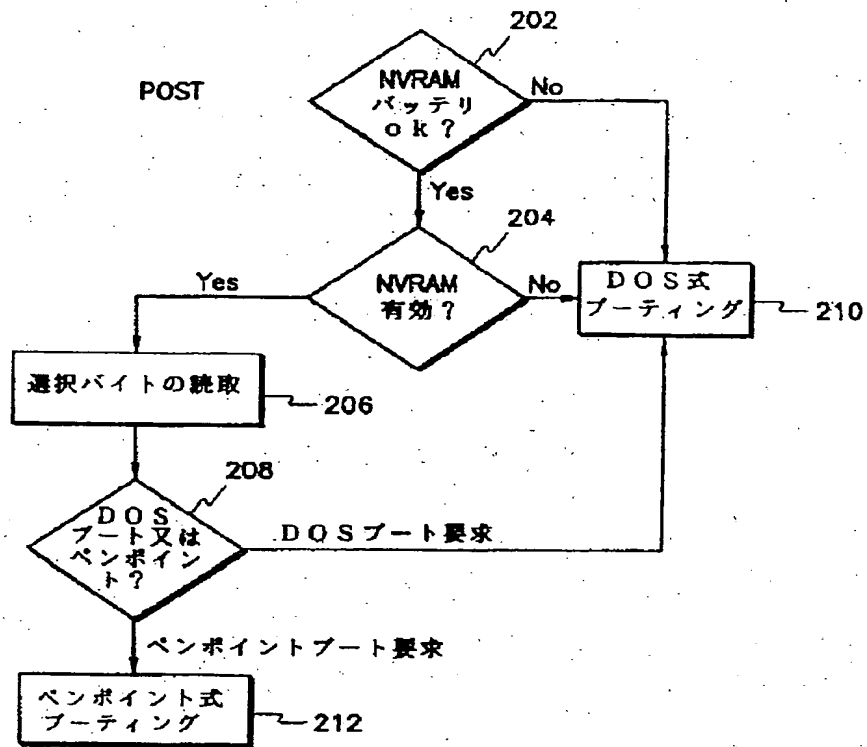 202
POST
NVRAM
バッテリ
ok?
No
Yes
204
NVRAM
有効?
Yes
No
DOS式
ブーティング
210
選択バイトの読取
206
208
DOS
ブート又は
ペンポイン
ト?
DOSブート要求
ペンポイントブート要求
ペンポイント式
ブーティング
212